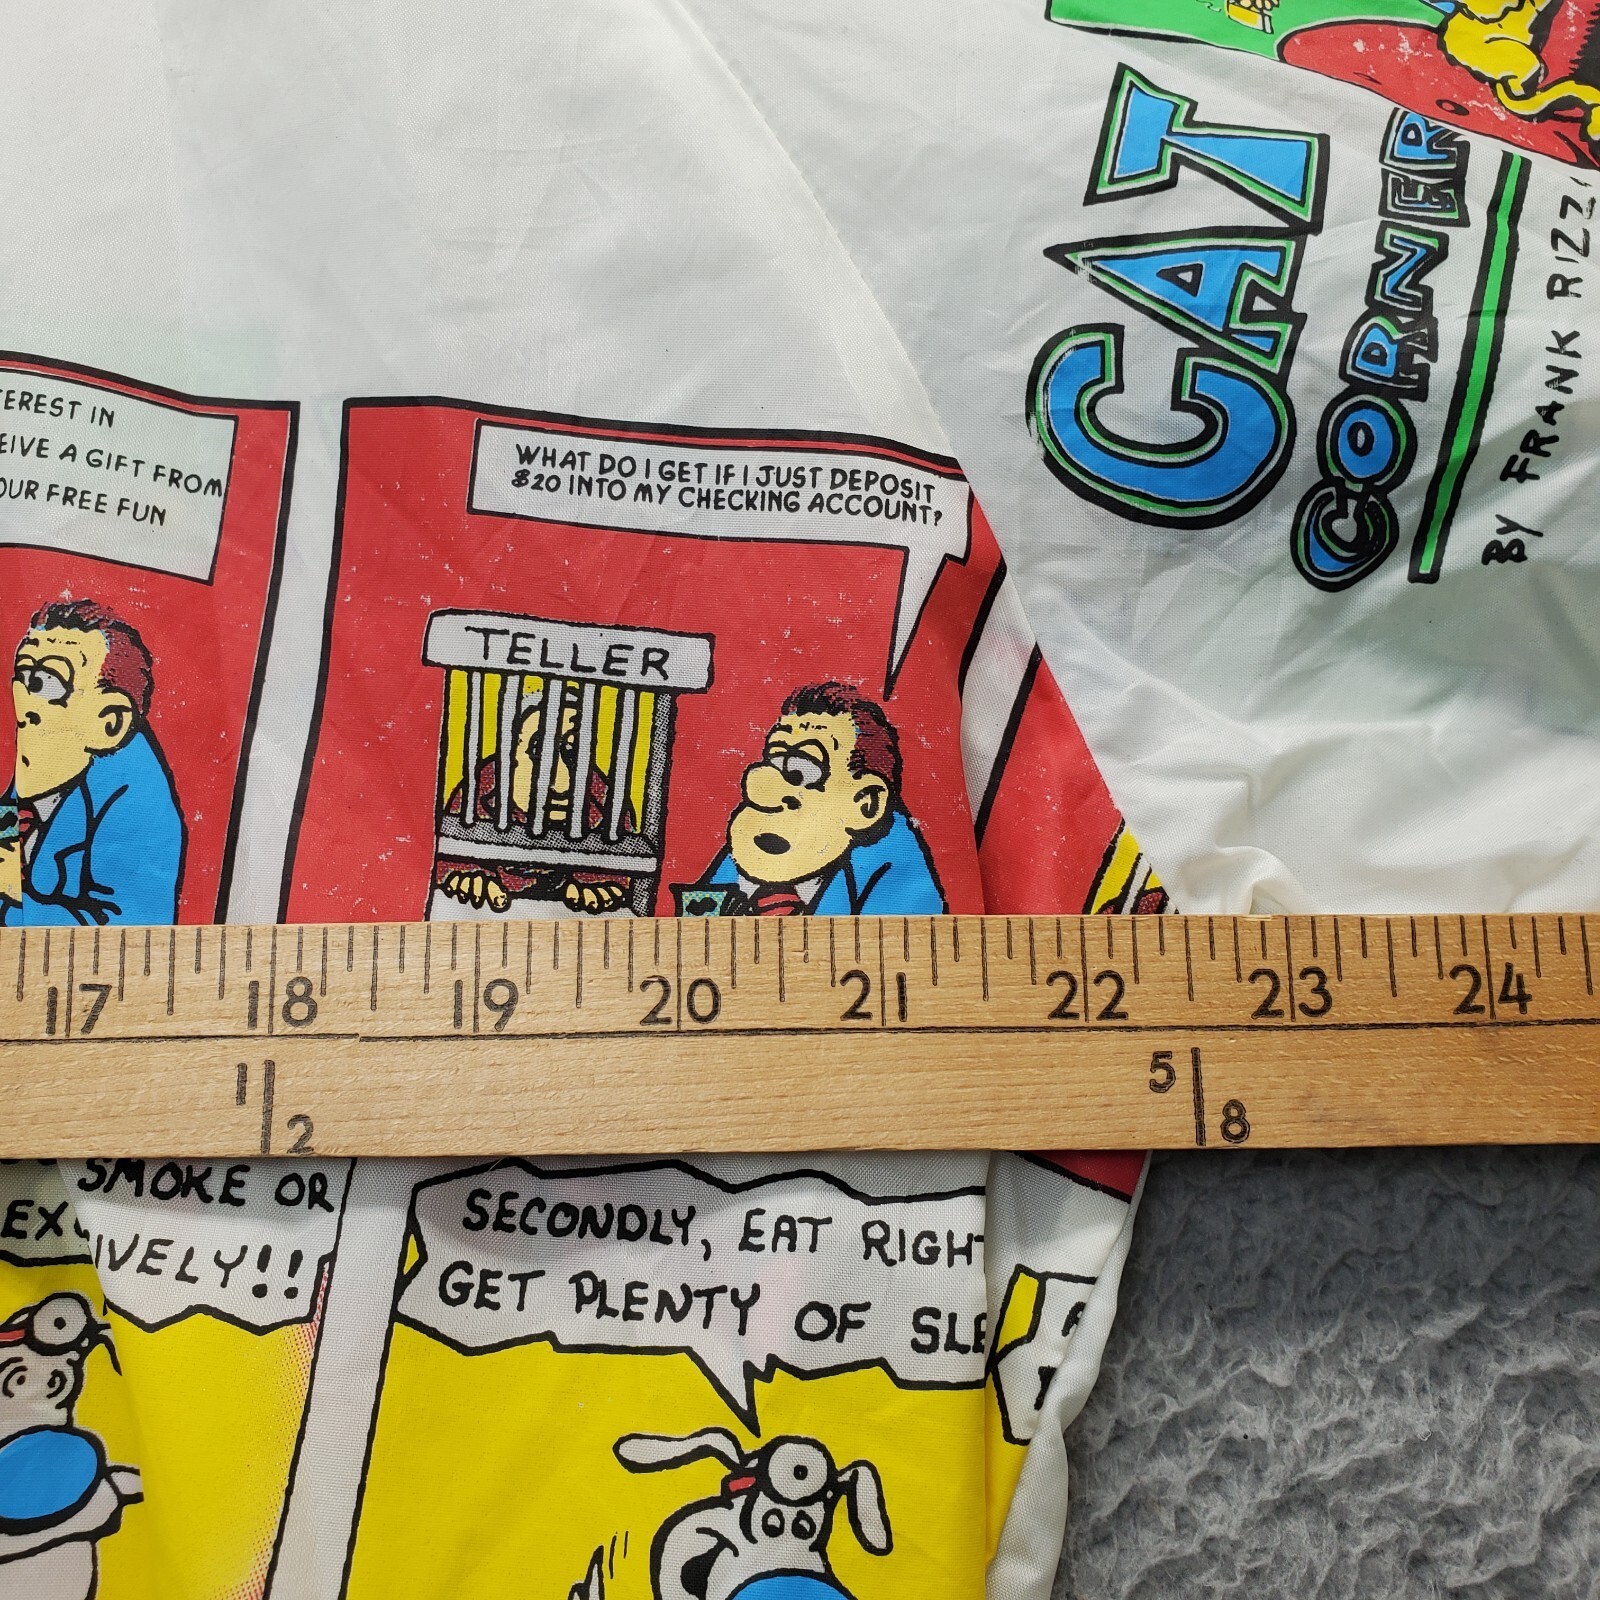 CAT
CORNER
BY FRANK RIZZ
EREST IN
EIVE A GIFT FROM
OUR FREE FUN
WHAT DO I GET IF I JUST DEPOSIT
$20 INTO MY CHECKING ACCOUNT?
TELLER
17 18 19 20 21 22 23 24
1/2 5/8
SMOKE OR
EX
IVELY!!
SECONDLY, EAT RIGHT
GET PLENTY OF SLE